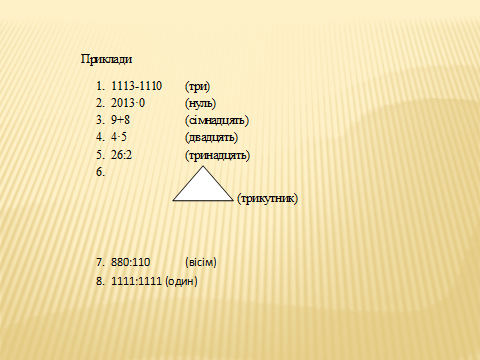 Приклади
1. 1113-1110 (три)
2. 2013·0 (нуль)
3. 9+8 (сімнадцять)
4. 4·5 (двадцять)
5. 26:2 (тринадцять)
6.
(трикутник)
7. 880:110 (вісім)
8. 1111:1111 (один)